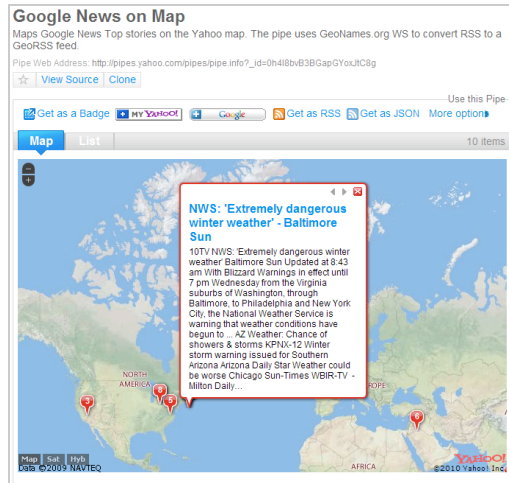 Google News on Map
Maps Google News Top stories on the Yahoo map. The pipe uses GeoNames.org WS to convert RSS to a
GeoRSS feed.
Pipe Web Address: http://pipes.yahoo.com/pipes/pipe.info?_id=0h4I8bvB3BGapGYoxJtC8g
View Source Clone
Use this Pipe
Get as a Badge + MY YAHOO! + Google Get as RSS Get as JSON More options
Map List 10 items
NWS: 'Extremely dangerous
winter weather' - Baltimore
Sun
10TV NWS: 'Extremely dangerous winter
weather' Baltimore Sun Updated at 8:43
am With Blizzard Warnings in effect until
7 pm Wednesday from the Virginia
suburbs of Washington, through
Baltimore, to Philadelphia and New York
City, the National Weather Service is
warning that weather conditions have
begun to ... AZ Weather: Chance of
showers & storms KPNX-12 Winter
storm warning issued for Southern
Arizona Arizona Daily Star Weather could
be worse Chicago Sun-Times WBIR-TV -
Milton Daily...
NORTH
AMERICA
ROPE
8
3
5
6
AFRICA
Map Sat Hyb
Data ©2009 NAVTEQ
YAHOO!
©2010 Yahoo! Inc